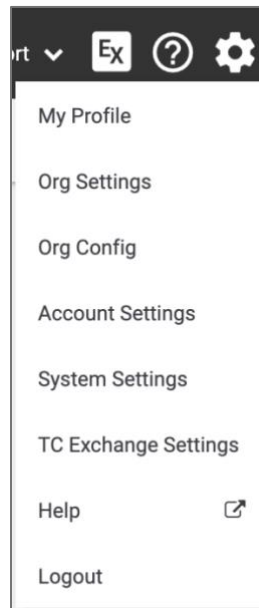 rt
Ex
?
My Profile
Org Settings
Org Config
Account Settings
System Settings
TC Exchange Settings
Help
Logout